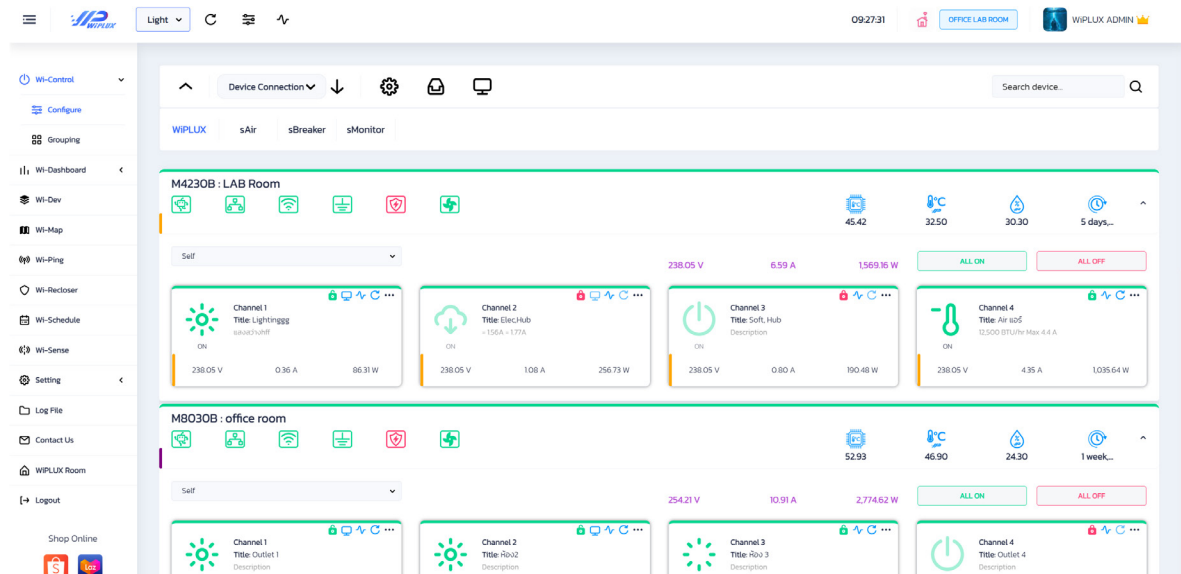 WiPLUX
Light
09:27:31
OFFICE LAB ROOM
WiPLUX ADMIN
Wi-Control
Configure
Grouping
Wi-Dashboard
Wi-Dev
Wi-Map
Wi-Ping
Wi-Recloser
Wi-Schedule
Wi-Sense
Setting
Log File
Contact Us
WiPLUX Room
Logout
Shop Online
Laz
Device Connection
Search device..
WiPLUX
sAir
sBreaker
sMonitor
M4230B : LAB Room
45.42
°C
32.50
30.30
5 days,...
Self
238.05 V
6.59 A
1,569.16 W
ALL ON
ALL OFF
Channel 1
Title: Lightinggg
ON
238.05 V
0.36 A
86.31 W
Channel 2
Title: Elec,Hub
≈ 1.56A - 1.77A
ON
238.05 V
1.08 A
256.73 W
Channel 3
Title: Soft, Hub
Description
ON
238.05 V
0.80 A
190.48 W
Channel 4
Title: Air แอร์
12,500 BTU/hr Max 4.4 A
ON
238.05 V
4.35 A
1,035.64 W
M8030B : office room
52.93
°C
46.90
24.30
1 week,...
Self
254.21 V
10.91 A
2,774.62 W
ALL ON
ALL OFF
Channel 1
Title: Outlet 1
Description
Channel 2
Title: ห้อง2
Description
Channel 3
Title: ห้อง 3
Description
Channel 4
Title: Outlet 4
Description